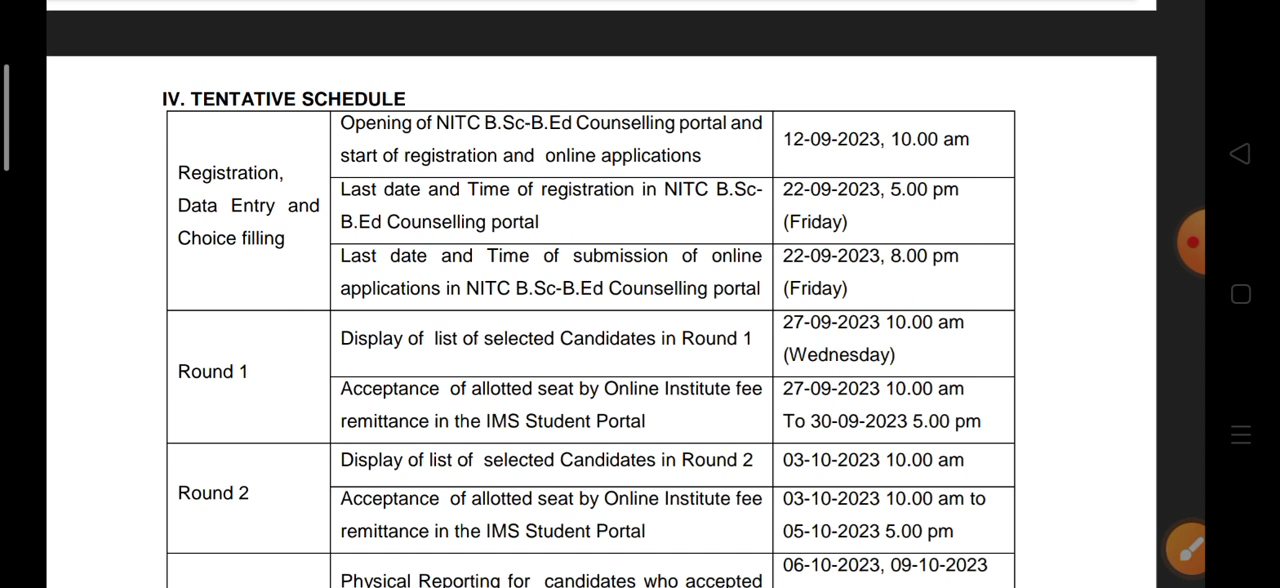 IV. TENTATIVE SCHEDULE
Registration,
Data Entry and
Choice filling
Opening of NITC B.Sc-B.Ed Counselling portal and
start of registration and online applications
12-09-2023, 10.00 am
Last date and Time of registration in NITC B.Sc-
B.Ed Counselling portal
22-09-2023, 5.00 pm
(Friday)
Last date and Time of submission of online
applications in NITC B.Sc-B.Ed Counselling portal
22-09-2023, 8.00 pm
(Friday)
Round 1
Display of list of selected Candidates in Round 1
27-09-2023 10.00 am
(Wednesday)
Acceptance of allotted seat by Online Institute fee
remittance in the IMS Student Portal
27-09-2023 10.00 am
To 30-09-2023 5.00 pm
Round 2
Display of list of selected Candidates in Round 2
03-10-2023 10.00 am
Acceptance of allotted seat by Online Institute fee
remittance in the IMS Student Portal
03-10-2023 10.00 am to
05-10-2023 5.00 pm
Physical Reporting for candidates who accepted
06-10-2023, 09-10-2023